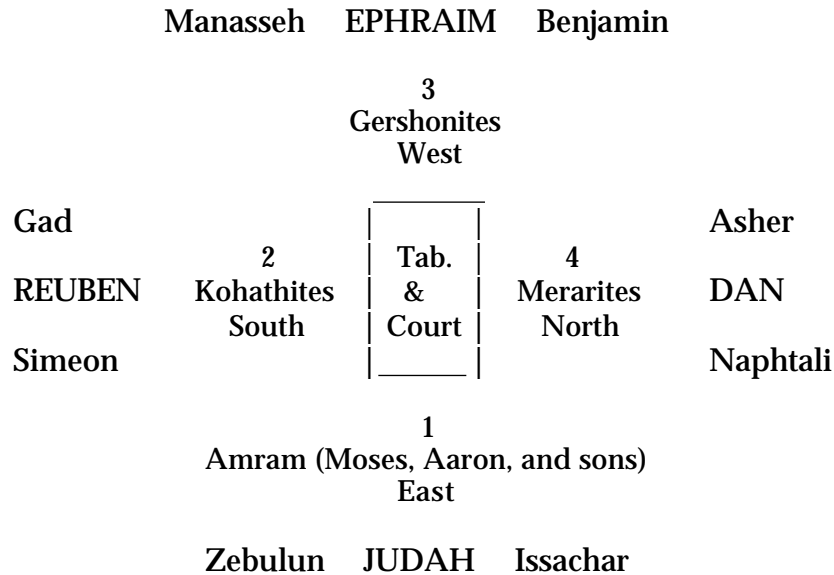 Manasseh EPHRAIM Benjamin
3
Gershonites
West
Gad Asher
2 Tab. 4
REUBEN Kohathites & Merarites DAN
South Court North
Simeon Naphtali
1
Amram (Moses, Aaron, and sons)
East
Zebulun JUDAH Issachar